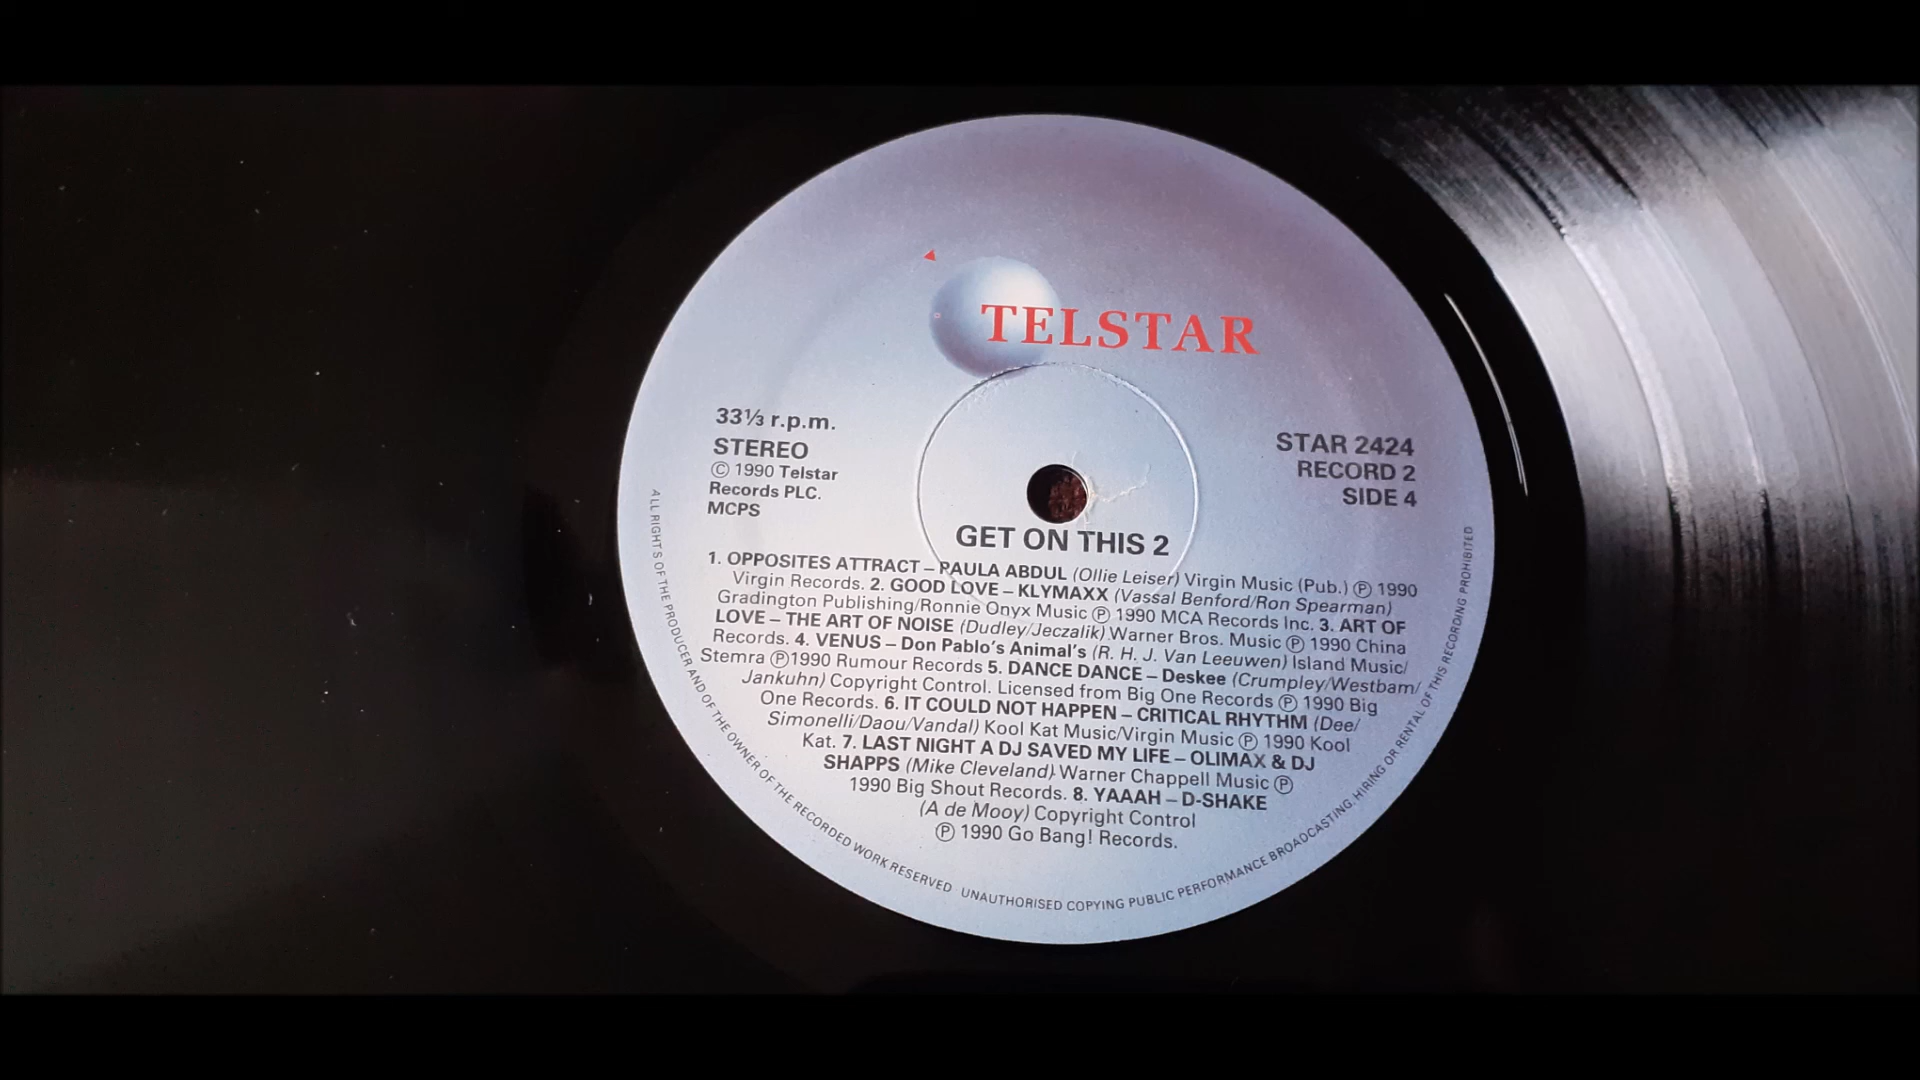 TELSTAR
33⅓ r.p.m.
STEREO
© 1990 Telstar
Records PLC.
MCPS
STAR 2424
RECORD 2
SIDE 4
GET ON THIS 2
1. OPPOSITES ATTRACT – PAULA ABDUL (Ollie Leiser) Virgin Music (Pub.) ℗ 1990
Virgin Records. 2. GOOD LOVE – KLYMAXX (Vassal Benford/Ron Spearman)
Gradington Publishing/Ronnie Onyx Music ℗ 1990 MCA Records Inc. 3. ART OF
LOVE – THE ART OF NOISE (Dudley/Jeczalik) Warner Bros. Music ℗ 1990 China
Records. 4. VENUS – Don Pablo's Animal's (R. H. J. Van Leeuwen) Island Music/
Stemra ℗1990 Rumour Records 5. DANCE DANCE – Deskee (Crumpley/Westbam/
Jankuhn) Copyright Control. Licensed from Big One Records ℗ 1990 Big
One Records. 6. IT COULD NOT HAPPEN – CRITICAL RHYTHM (Dee/
Simonelli/Daou/Vandal) Kool Kat Music/Virgin Music ℗ 1990 Kool
Kat. 7. LAST NIGHT A DJ SAVED MY LIFE – OLIMAX & DJ
SHAPPS (Mike Cleveland) Warner Chappell Music ℗
1990 Big Shout Records. 8. YAAAH – D-SHAKE
(A de Mooy) Copyright Control
℗ 1990 Go Bang! Records.
ALL RIGHTS OF THE PRODUCER AND OF THE OWNER OF THE RECORDED WORK RESERVED UNAUTHORISED COPYING PUBLIC PERFORMANCE BROADCASTING, HIRING OR RENTAL OF THIS RECORDING PROHIBITED